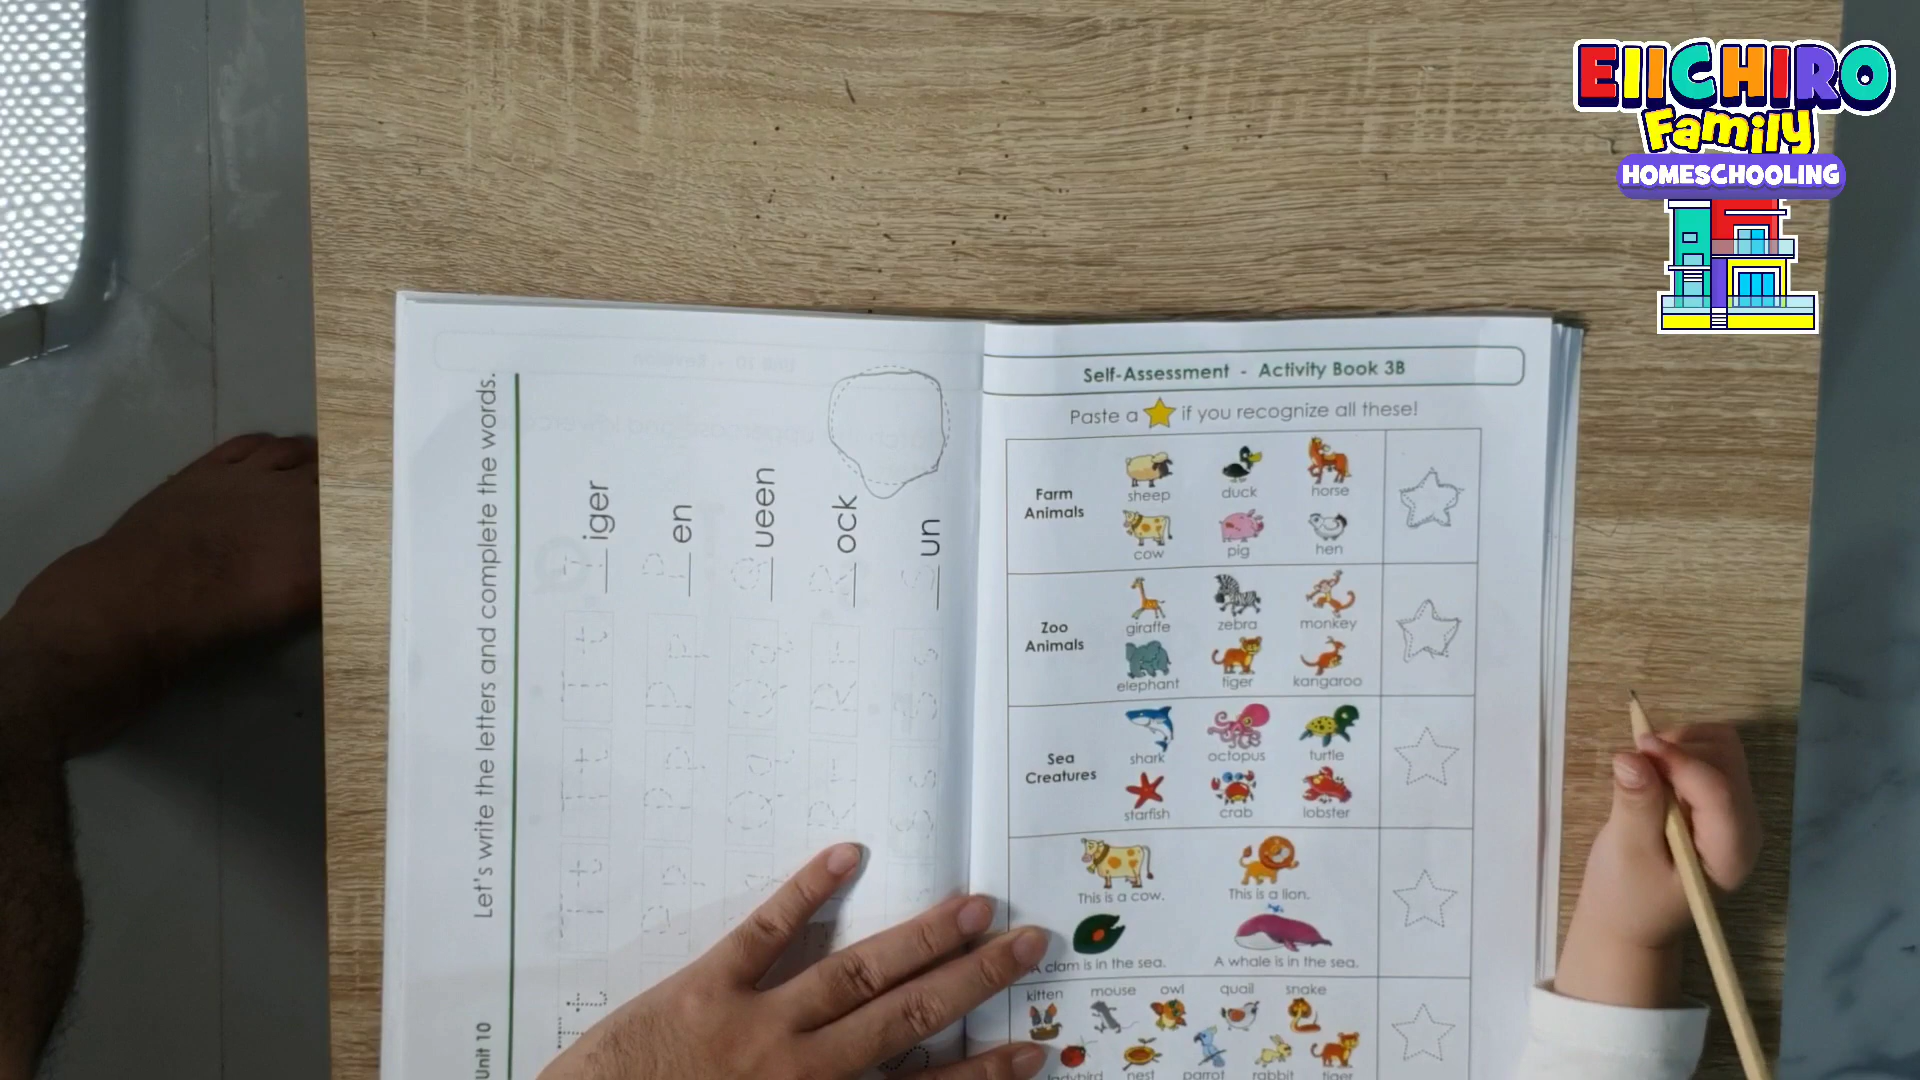 EIICHIRO
Family
HOMESCHOOLING
Let's write the letters and complete the words.
T iger
P en
Q ueen
R ock
S un
T t T t T t T t
P p P p P p
Q q Q q
R r R r
S s S s
Unit 10
Self-Assessment - Activity Book 3B
Paste a if you recognize all these!
Farm
Animals
sheep duck horse
cow pig hen
Zoo
Animals
giraffe zebra monkey
elephant tiger kangaroo
Sea
Creatures
shark octopus turtle
starfish crab lobster
This is a cow. This is a lion.
A clam is in the sea. A whale is in the sea.
kitten mouse owl quail snake
ladybird nest parrot rabbit tiger